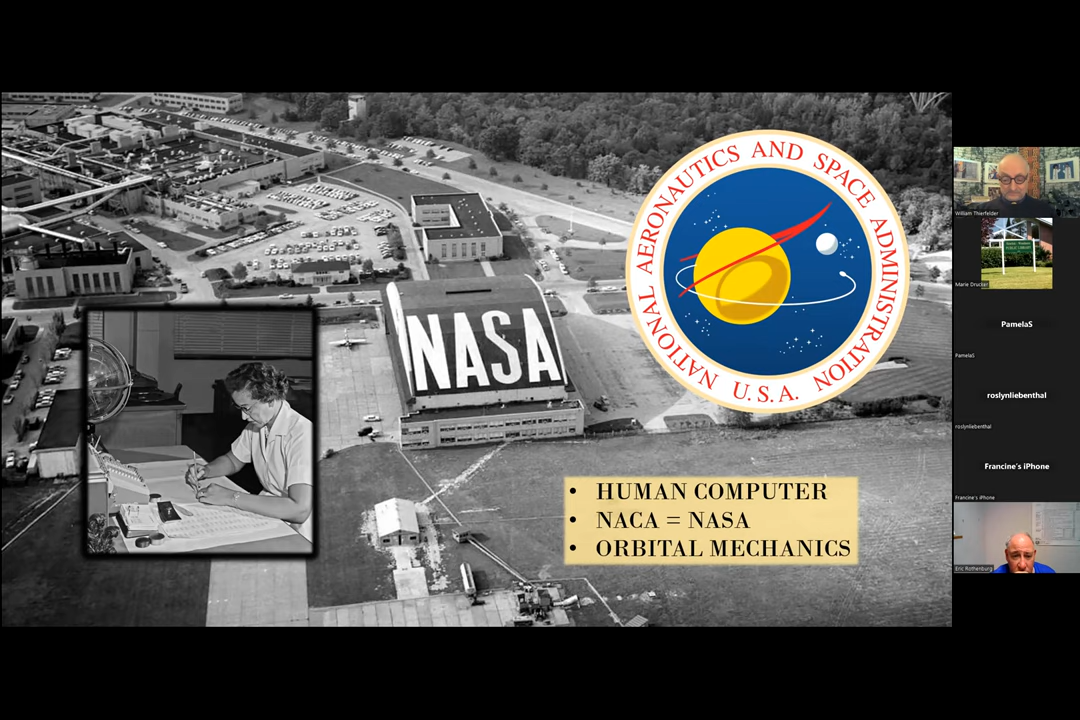 NATIONAL AERONAUTICS AND SPACE ADMINISTRATION
U.S.A.
NASA
• HUMAN COMPUTER
• NACA = NASA
• ORBITAL MECHANICS
William Thierfelder
Marie Drucker
PamelaS
PamelaS
roslynliebenthal
roslynliebenthal
Francine's iPhone
Francine's iPhone
Eric Rothenburg